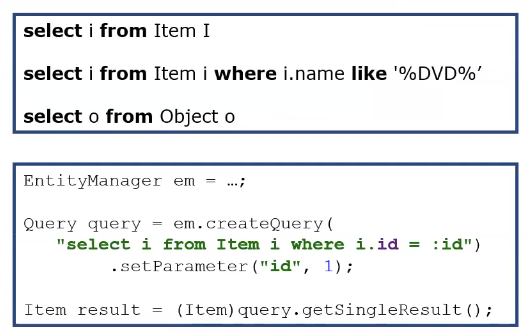 select i from Item I
select i from Item i where i.name like '%DVD%’
select o from Object o
EntityManager em = …;
Query query = em.createQuery(
"select i from Item i where i.id = :id")
.setParameter("id", 1);
Item result = (Item)query.getSingleResult();